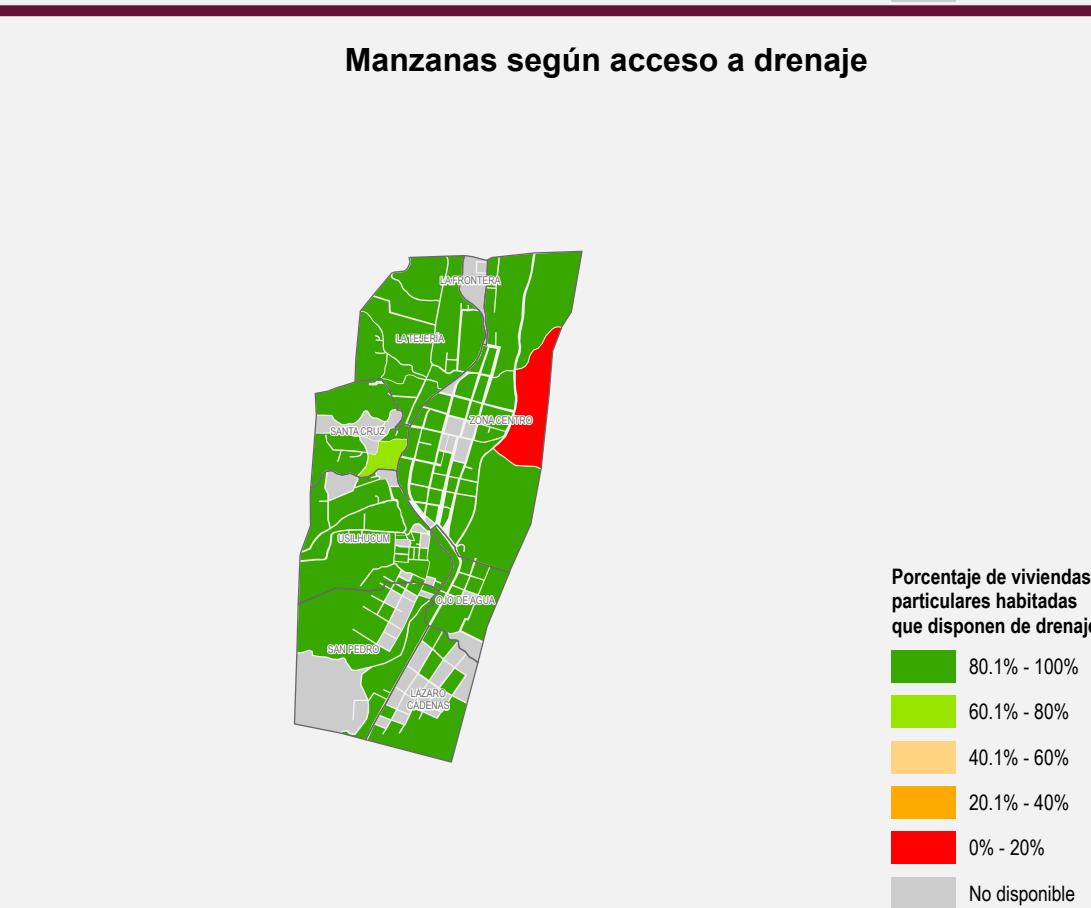 Manzanas según acceso a drenaje
LA FRONTERA
LA TEJERÍA
ZONA CENTRO
SANTA CRUZ
USILHUCUM
OJO DE AGUA
SAN PEDRO
LÁZARO
CÁDENAS
Porcentaje de viviendas
particulares habitadas
que disponen de drenaje
80.1% - 100%
60.1% - 80%
40.1% - 60%
20.1% - 40%
0% - 20%
No disponible